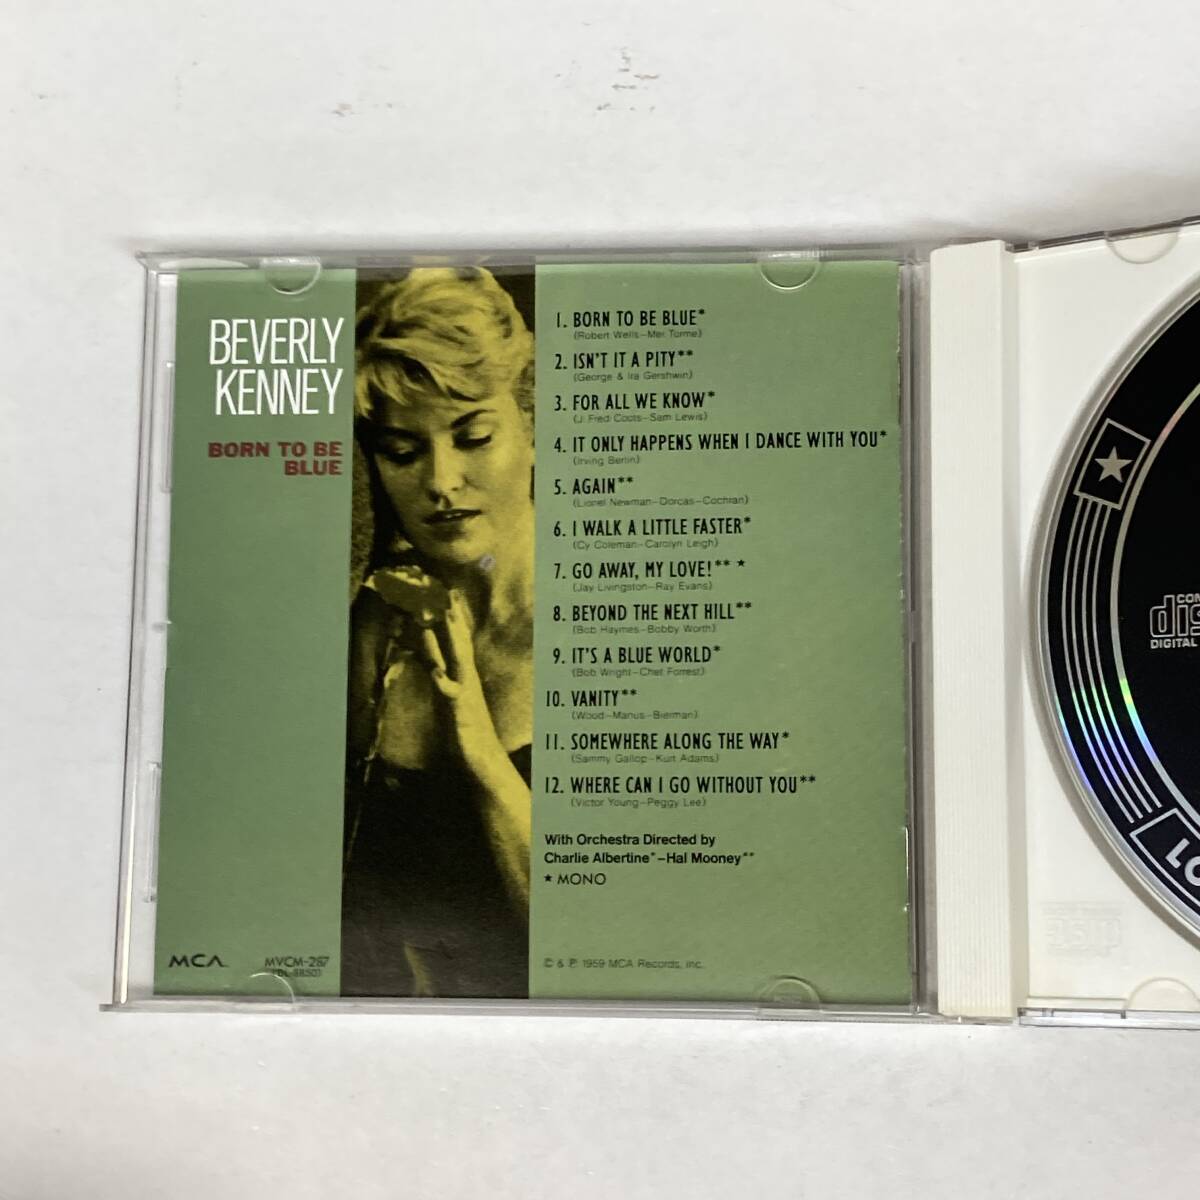 BEVERLY
KENNEY
BORN TO BE
BLUE
1. BORN TO BE BLUE*
(Robert Wells–Mel Torme)
2. ISN'T IT A PITY**
(George & Ira Gershwin)
3. FOR ALL WE KNOW*
(J. Fred Coots–Sam Lewis)
4. IT ONLY HAPPENS WHEN I DANCE WITH YOU*
(Irving Berlin)
5. AGAIN**
(Lionel Newman–Dorcas–Cochran)
6. I WALK A LITTLE FASTER*
(Cy Coleman–Carolyn Leigh)
7. GO AWAY, MY LOVE!** ★
(Jay Livingston–Ray Evans)
8. BEYOND THE NEXT HILL**
(Bob Haymes–Bobby Worth)
9. IT'S A BLUE WORLD*
(Bob Wright–Chet Forrest)
10. VANITY**
(Wood–Manus–Bierman)
11. SOMEWHERE ALONG THE WAY*
(Sammy Gallop–Kurt Adams)
12. WHERE CAN I GO WITHOUT YOU**
(Victor Young–Peggy Lee)
With Orchestra Directed by
Charlie Albertine*–Hal Mooney**
★ MONO
MCA
MVCM-287
© & ℗ 1959 MCA Records, Inc.
COM
dis
DIGITAL